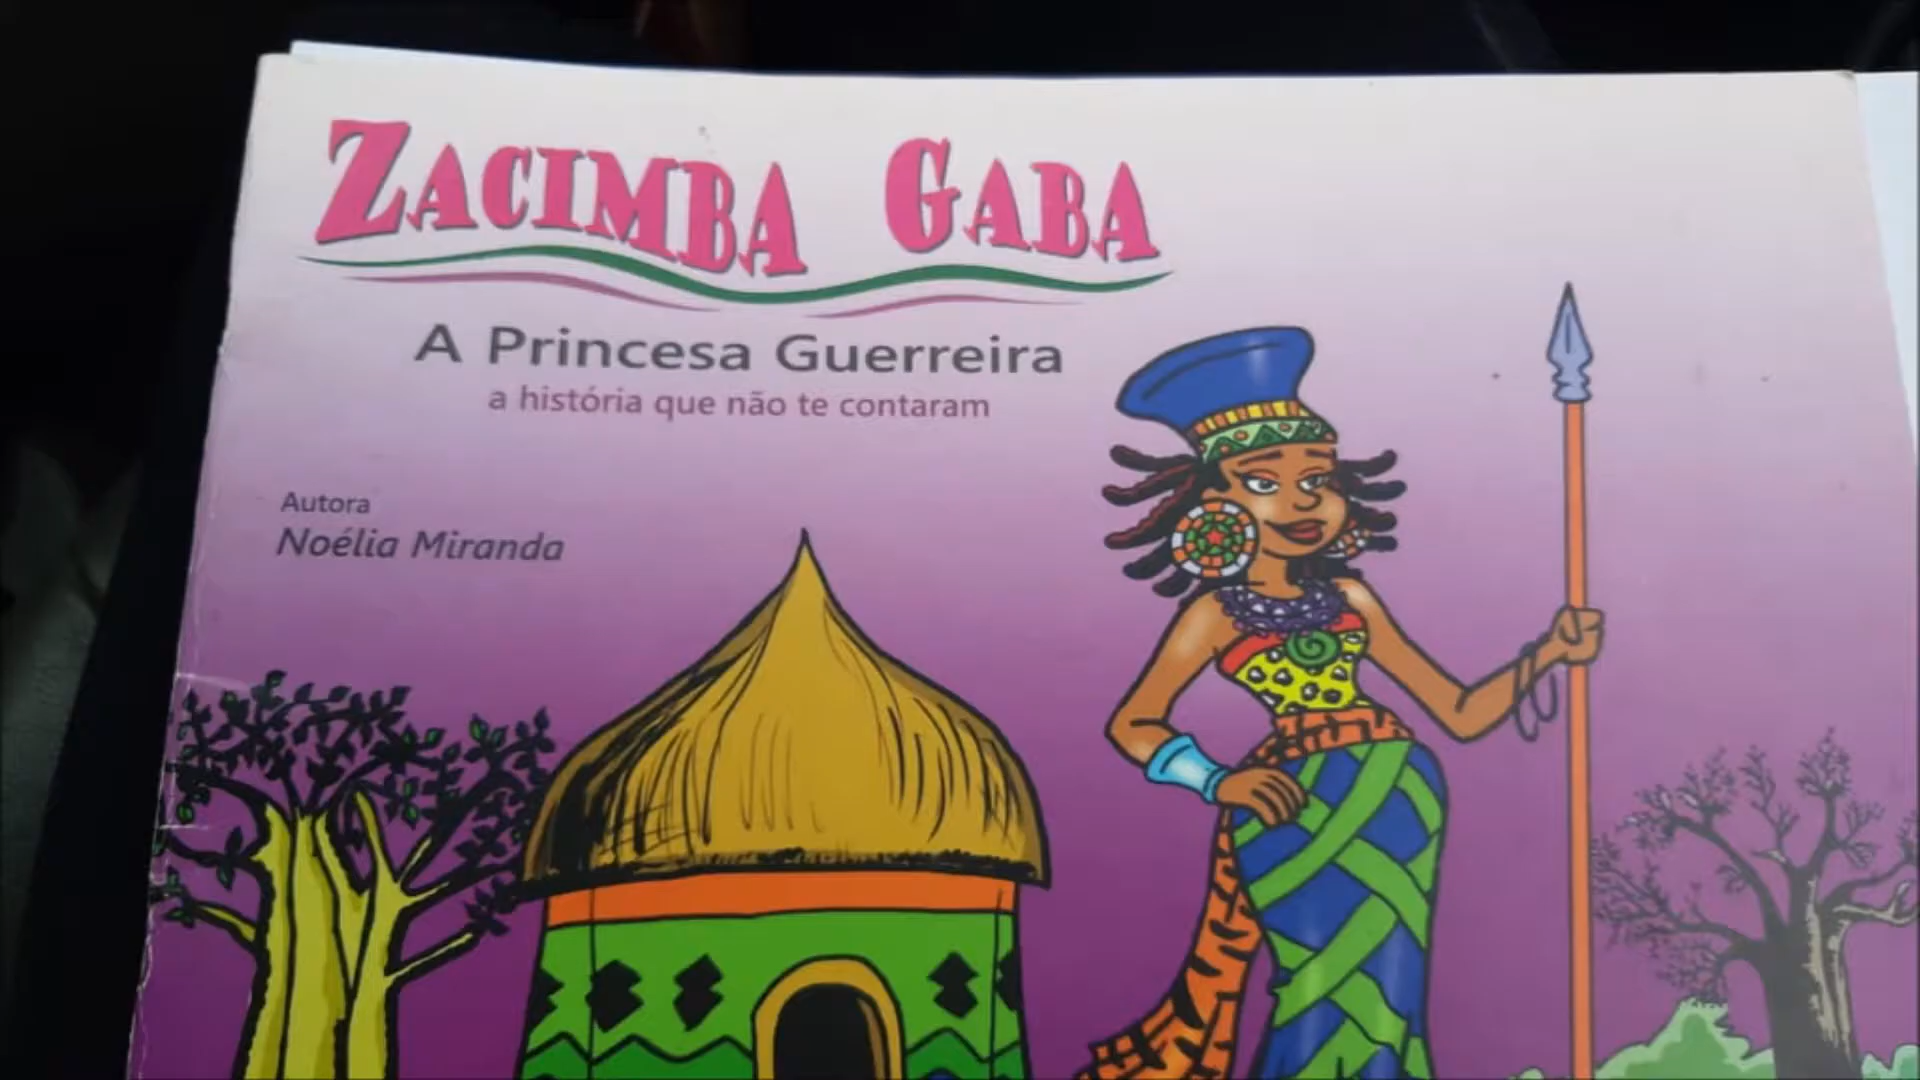 ZACIMBA GABA
A Princesa Guerreira
a história que não te contaram
Autora
Noélia Miranda